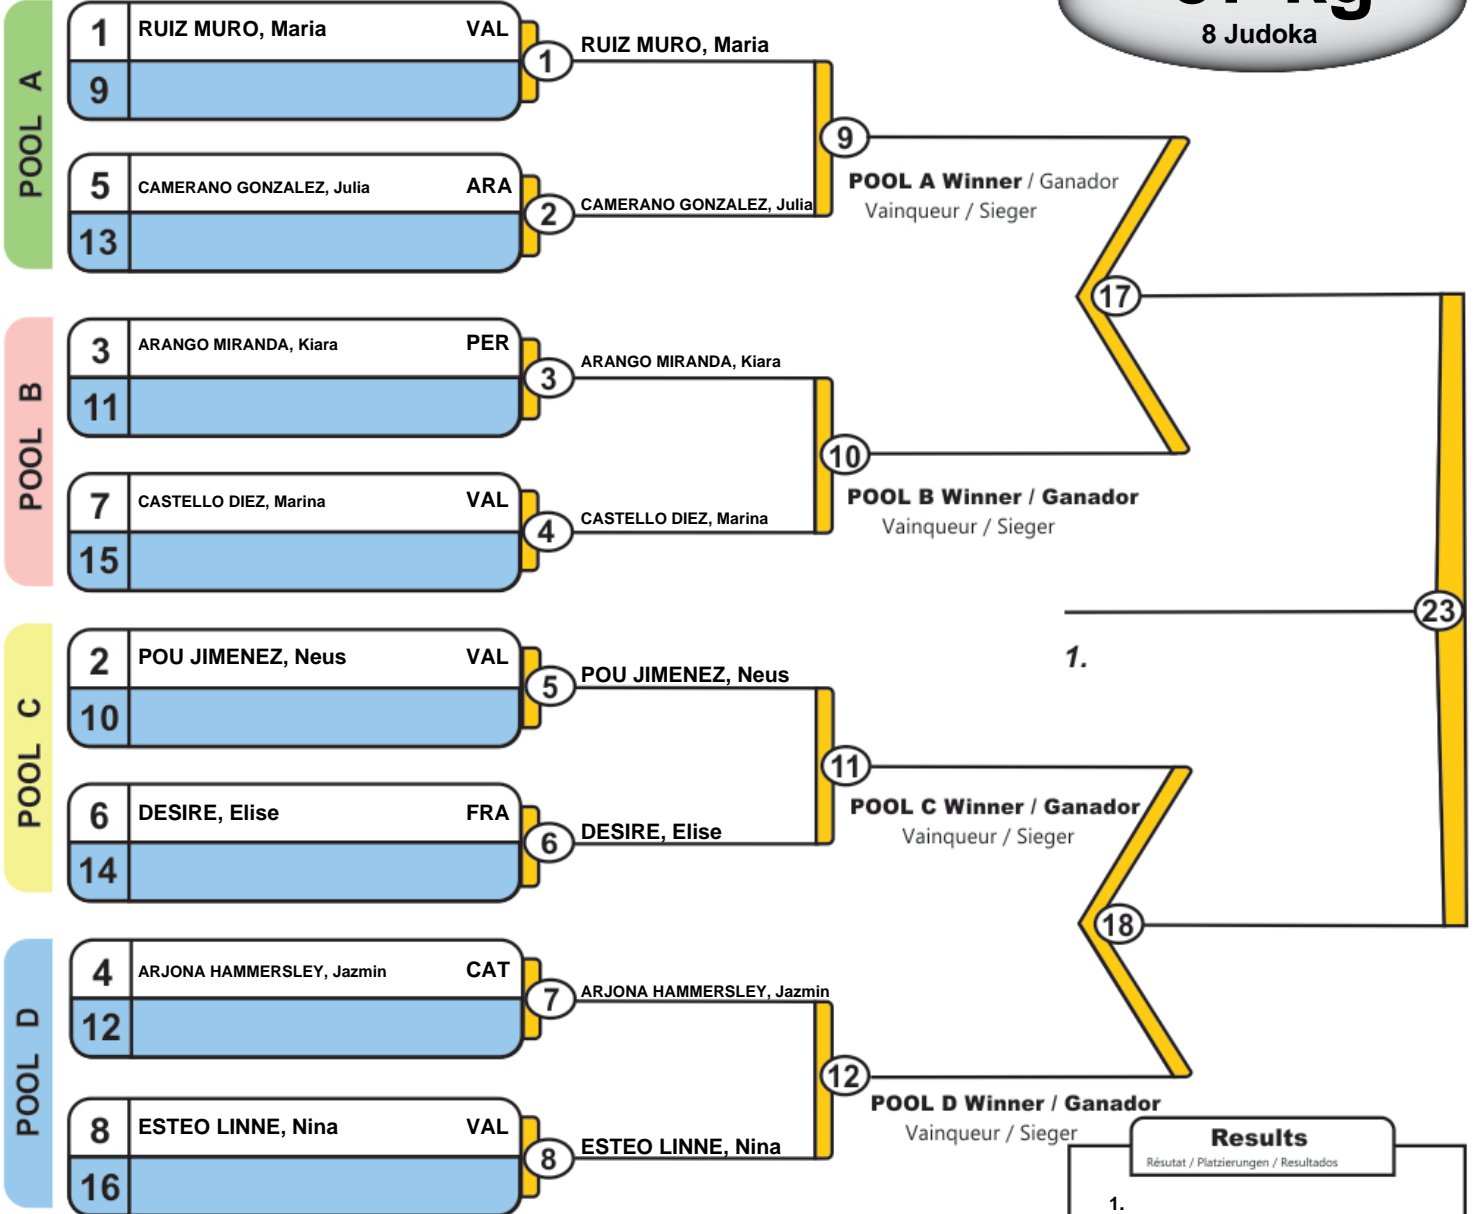 8 Judoka
POOL A
1 RUIZ MURO, Maria VAL
9
1
RUIZ MURO, Maria
5 CAMERANO GONZALEZ, Julia ARA
13
2
CAMERANO GONZALEZ, Julia
9
POOL A Winner / Ganador
Vainqueur / Sieger
17
POOL B
3 ARANGO MIRANDA, Kiara PER
11
3
ARANGO MIRANDA, Kiara
7 CASTELLO DIEZ, Marina VAL
15
4
CASTELLO DIEZ, Marina
10
POOL B Winner / Ganador
Vainqueur / Sieger
23
1.
POOL C
2 POU JIMENEZ, Neus VAL
10
5
POU JIMENEZ, Neus
6 DESIRE, Elise FRA
14
6
DESIRE, Elise
11
POOL C Winner / Ganador
Vainqueur / Sieger
18
POOL D
4 ARJONA HAMMERSLEY, Jazmin CAT
12
7
ARJONA HAMMERSLEY, Jazmin
8 ESTEO LINNE, Nina VAL
16
8
ESTEO LINNE, Nina
12
POOL D Winner / Ganador
Vainqueur / Sieger
Results
Résutat / Platzierungen / Resultados
1.